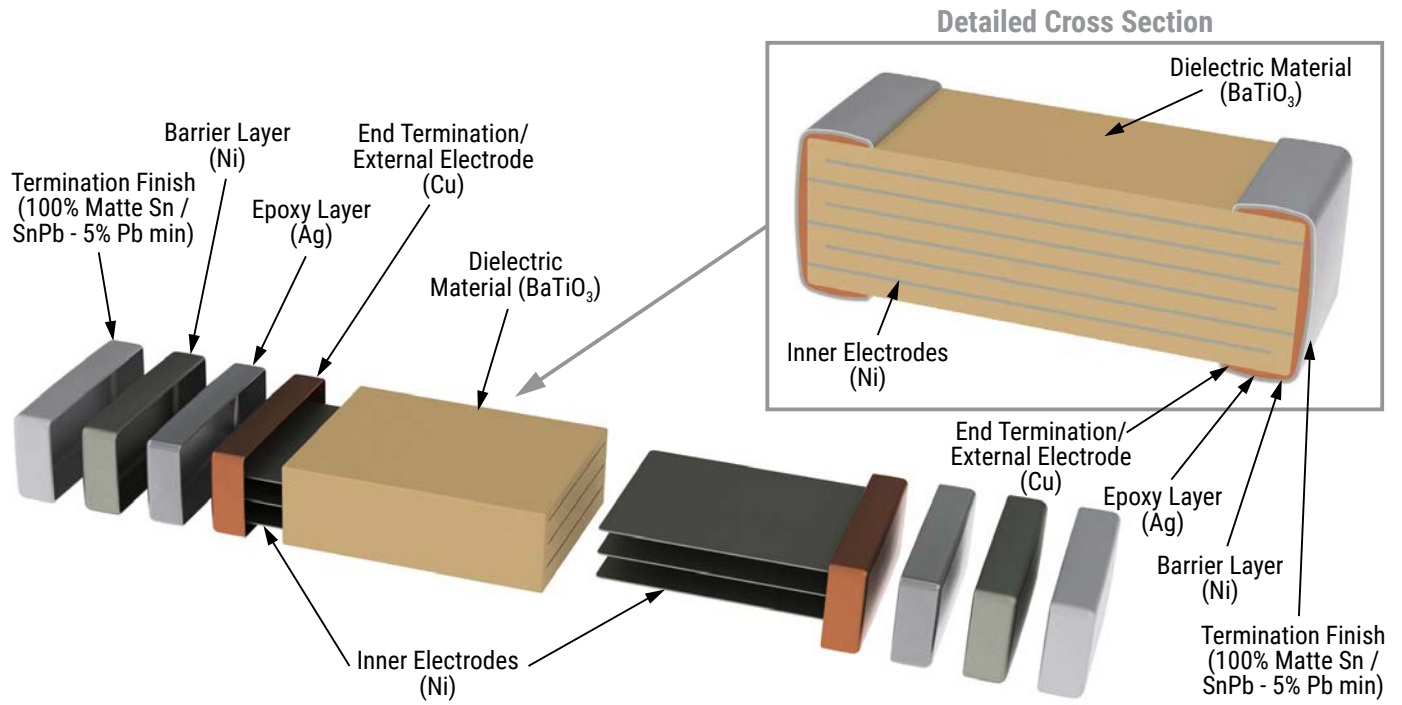 Detailed Cross Section
Dielectric Material
(BaTiO₃)
Inner Electrodes
(Ni)
End Termination/
External Electrode
(Cu)
Epoxy Layer
(Ag)
Barrier Layer
(Ni)
Termination Finish
(100% Matte Sn /
SnPb - 5% Pb min)
Termination Finish
(100% Matte Sn /
SnPb - 5% Pb min)
Barrier Layer
(Ni)
Epoxy Layer
(Ag)
End Termination/
External Electrode
(Cu)
Dielectric
Material (BaTiO₃)
Inner Electrodes
(Ni)